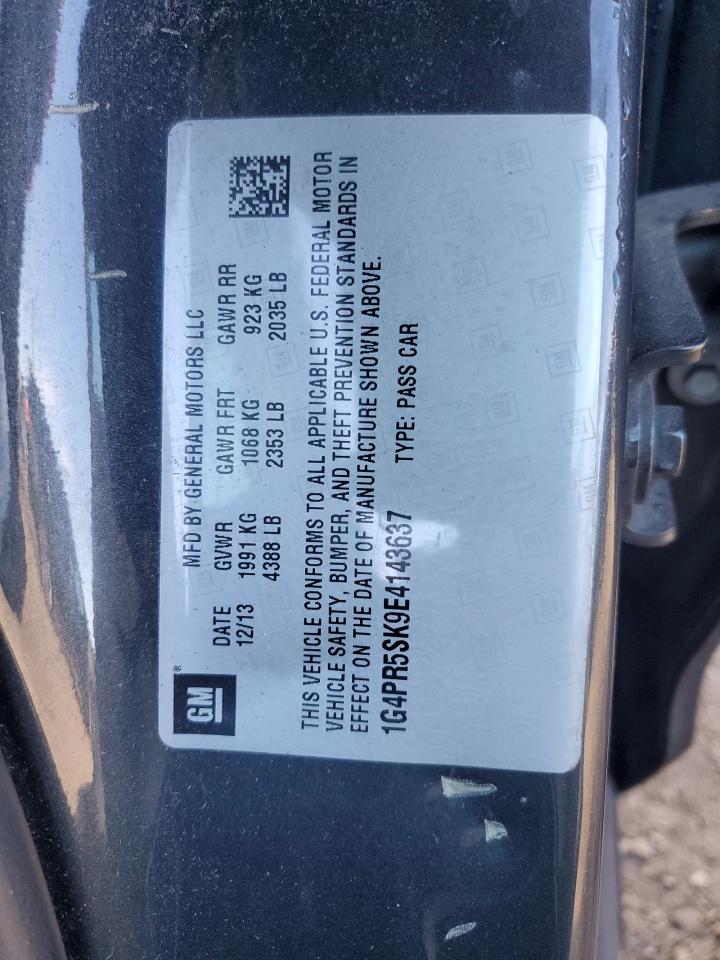 GM ®
MFD BY GENERAL MOTORS LLC
DATE GVWR GAWR FRT GAWR RR
12/13 1991 KG 1068 KG 923 KG
4388 LB 2353 LB 2035 LB
THIS VEHICLE CONFORMS TO ALL APPLICABLE U.S. FEDERAL MOTOR
VEHICLE SAFETY, BUMPER, AND THEFT PREVENTION STANDARDS IN
EFFECT ON THE DATE OF MANUFACTURE SHOWN ABOVE.
1G4PR5SK9E4143637 TYPE: PASS CAR